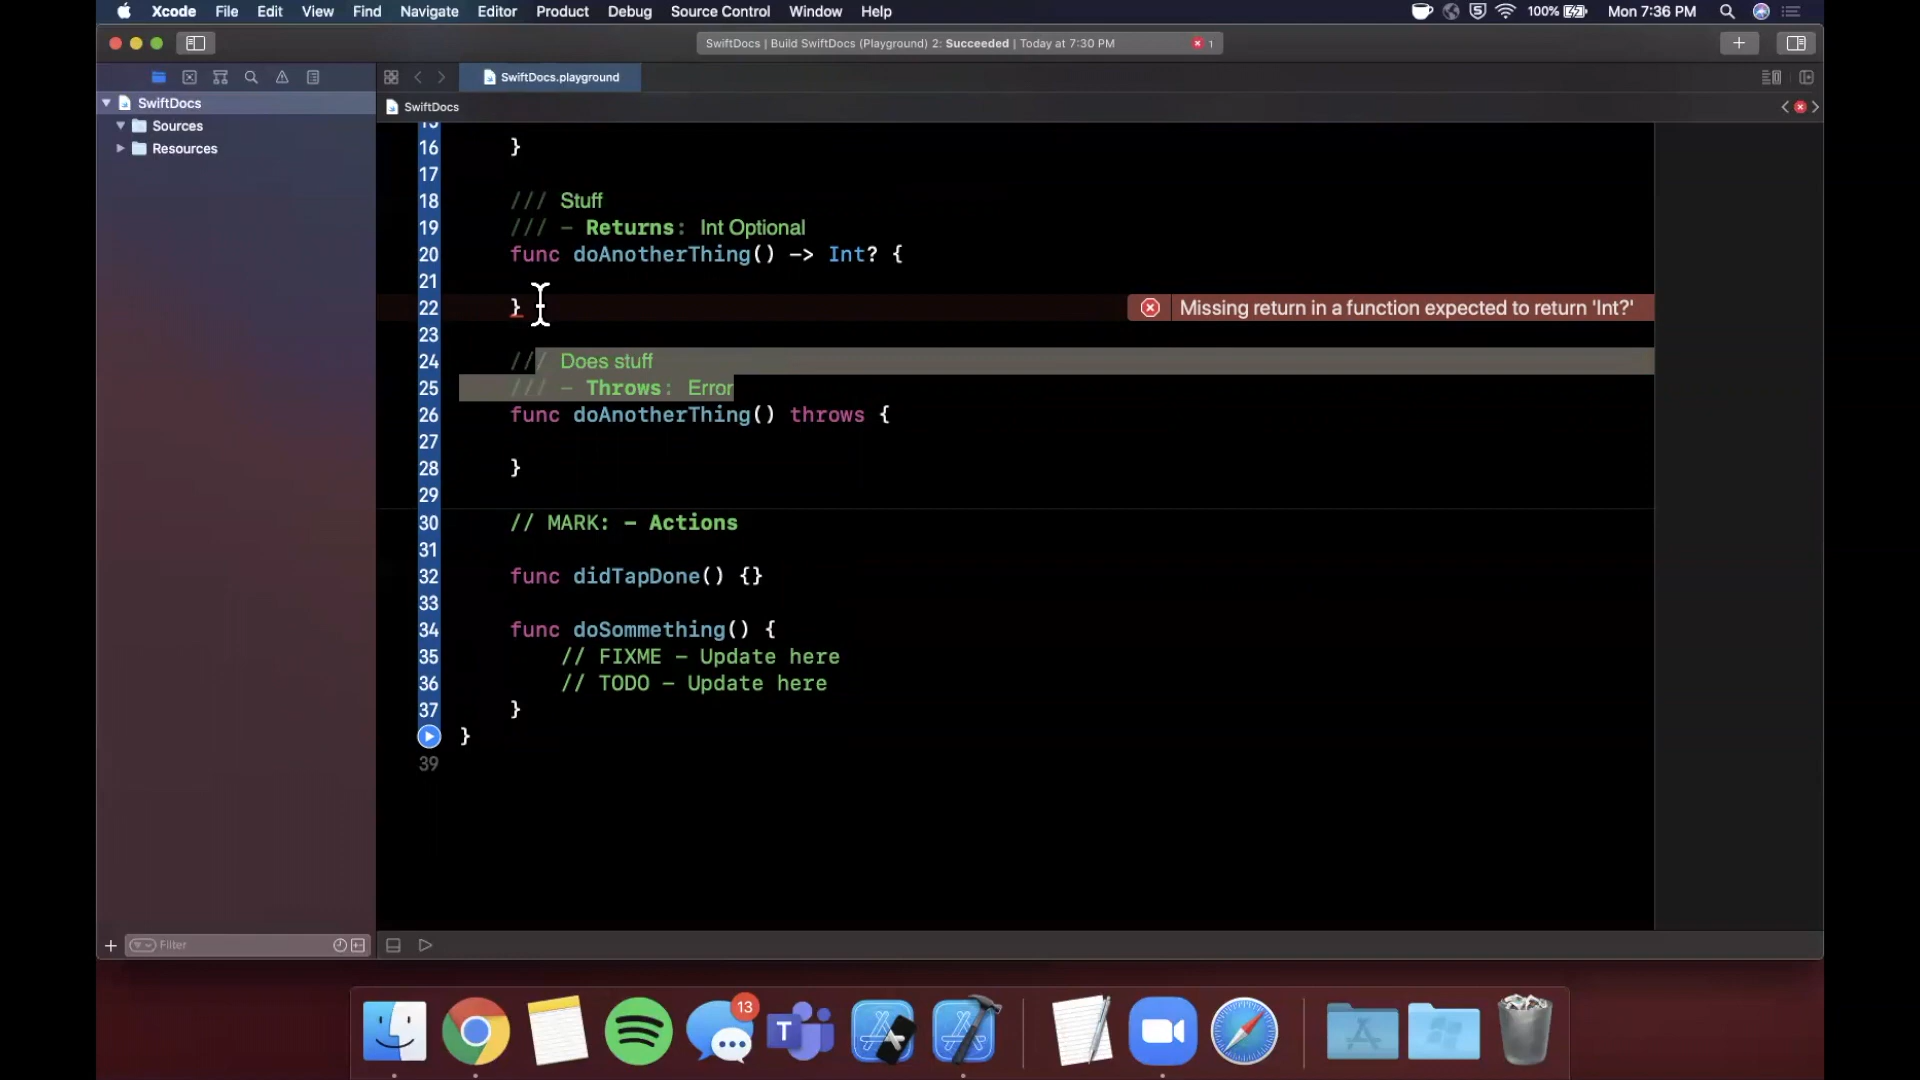 Xcode File Edit View Find Navigate Editor Product Debug Source Control Window Help 100% Mon 7:36 PM
SwiftDocs | Build SwiftDocs (Playground) 2: Succeeded | Today at 7:30 PM 1
SwiftDocs.playground
SwiftDocs
SwiftDocs
Sources
Resources
15
16 }
17
18 /// Stuff
19 /// - Returns: Int Optional
20 func doAnotherThing() -> Int? {
21
22 } Missing return in a function expected to return 'Int?'
23
24 /// Does stuff
25 /// - Throws: Error
26 func doAnotherThing() throws {
27
28 }
29
30 // MARK: - Actions
31
32 func didTapDone() {}
33
34 func doSommething() {
35 // FIXME - Update here
36 // TODO - Update here
37 }
}
39
Filter
13
T